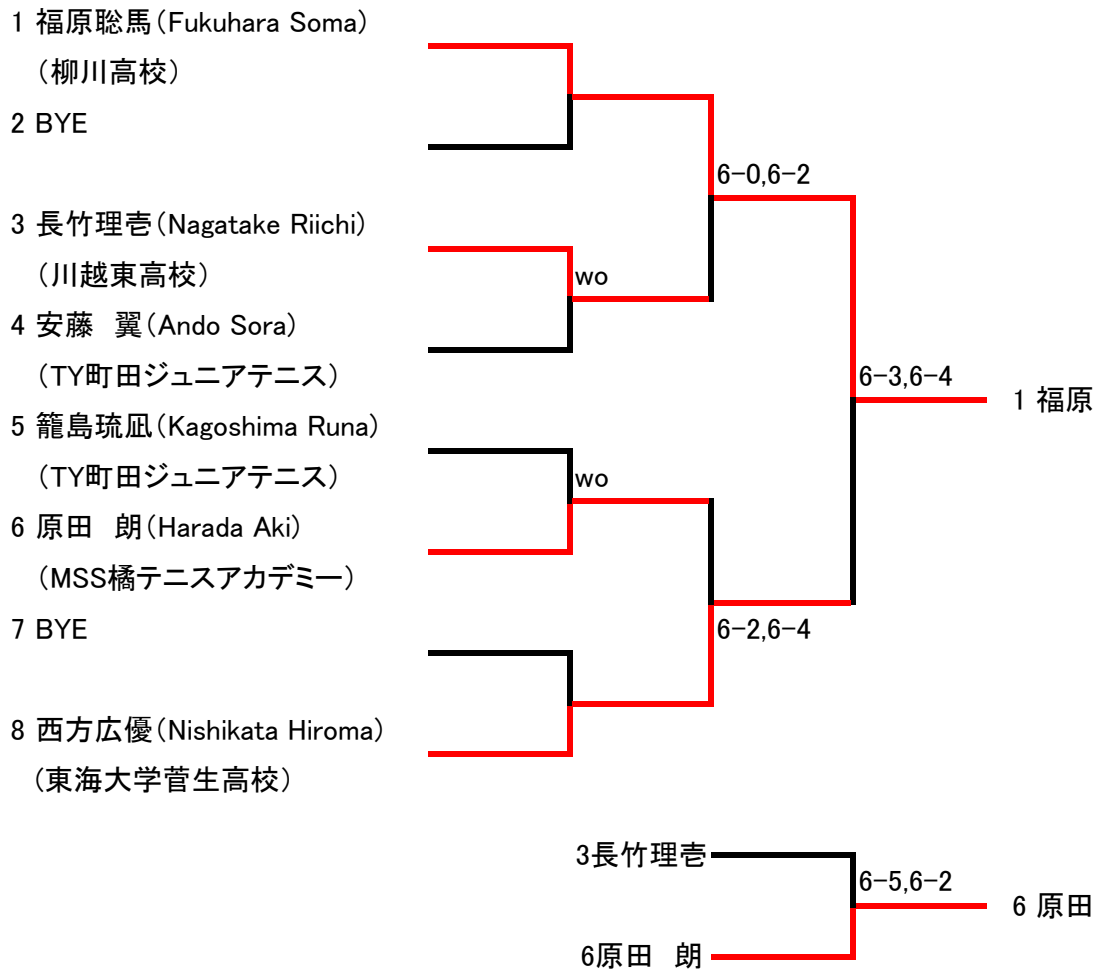 1 福原聡馬（Fukuhara Soma）
（柳川高校）
2 BYE
6-0,6-2
3 長竹理壱（Nagatake Riichi）
（川越東高校）
wo
4 安藤　翼（Ando Sora）
（TY町田ジュニアテニス）
6-3,6-4
1 福原
5 籠島琉凪（Kagoshima Runa）
（TY町田ジュニアテニス）
wo
6 原田　朗（Harada Aki）
（MSS橘テニスアカデミー）
7 BYE
6-2,6-4
8 西方広優（Nishikata Hiroma）
（東海大学菅生高校）
3長竹理壱
6-5,6-2
6 原田
6原田　朗